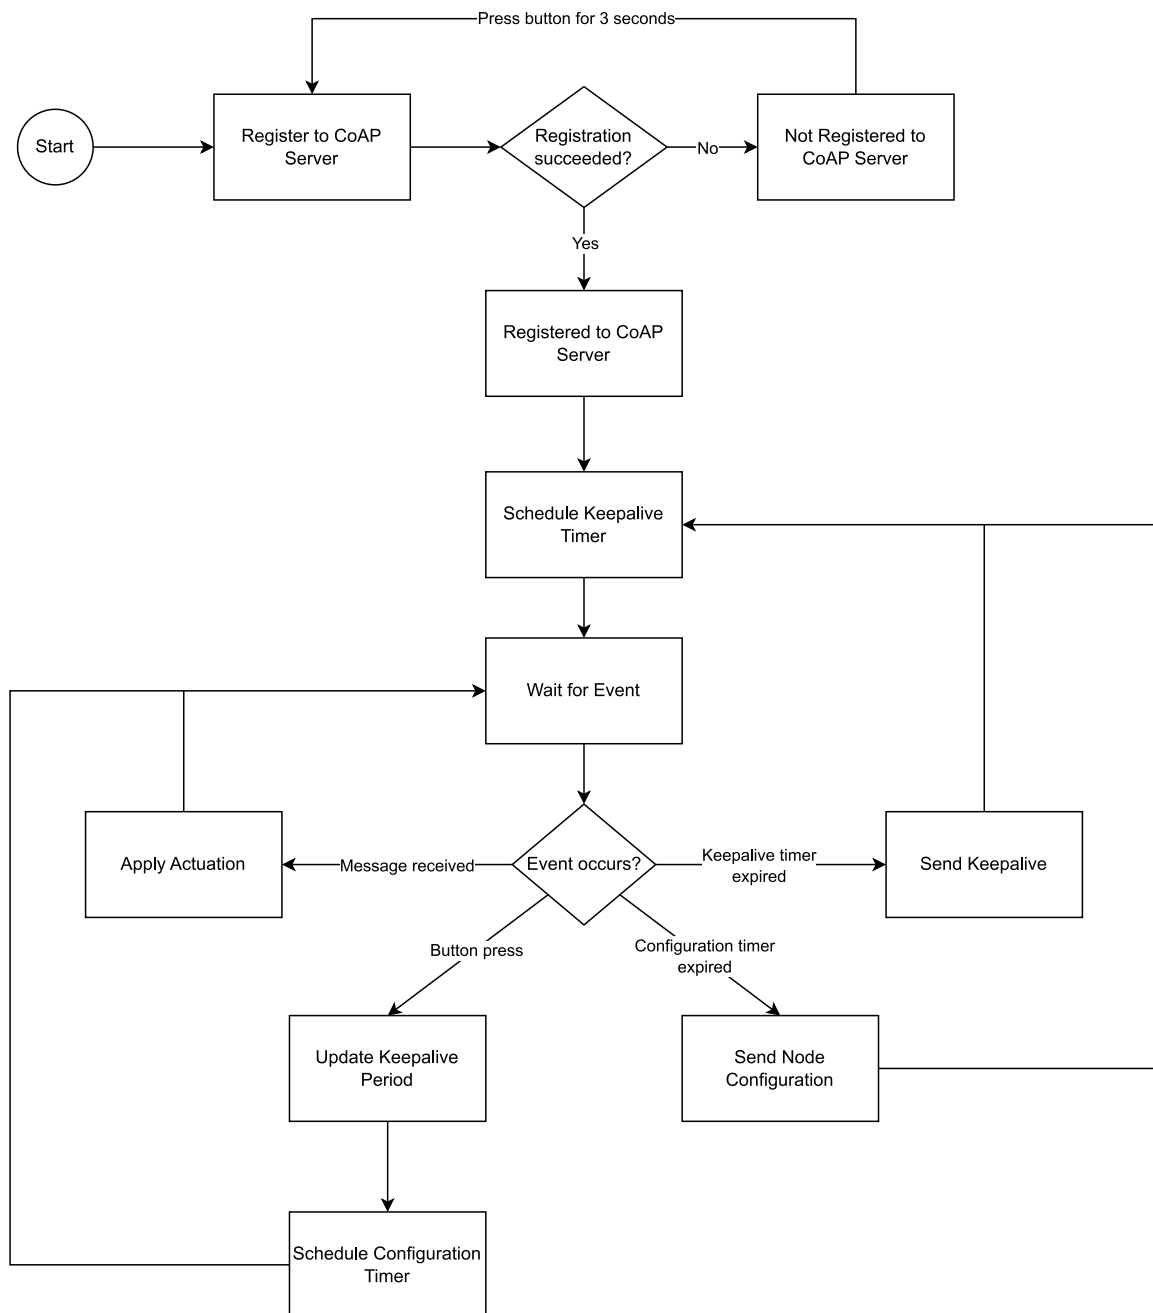 Press button for 3 seconds
Start
Register to CoAP
Server
Registration
succeeded?
No
Not Registered to
CoAP Server
Yes
Registered to CoAP
Server
Schedule Keepalive
Timer
Wait for Event
Apply Actuation
Message received
Event occurs?
Keepalive timer
expired
Send Keepalive
Button press
Configuration timer
expired
Update Keepalive
Period
Send Node
Configuration
Schedule Configuration
Timer